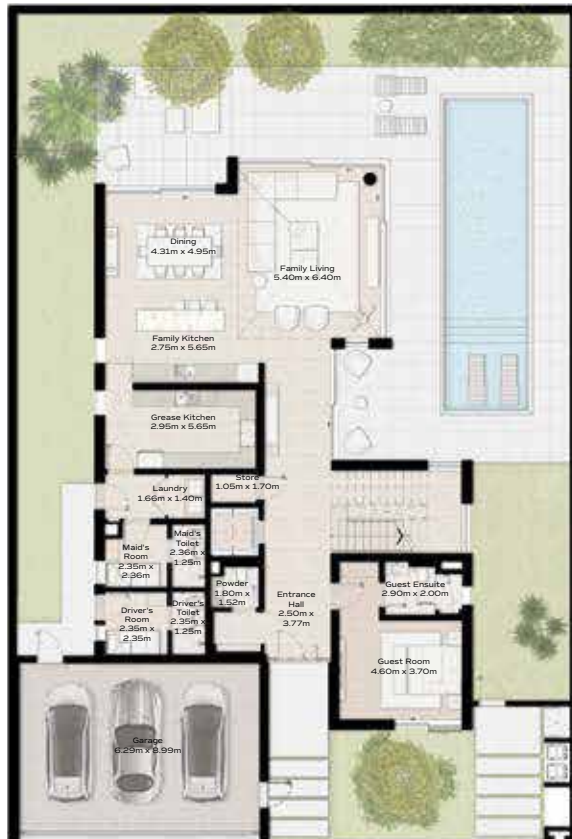 Dining
4.31m x 4.95m
Family Living
5.40m x 6.40m
Family Kitchen
2.75m x 5.65m
Grease Kitchen
2.95m x 5.65m
Laundry
1.66m x 1.40m
Store
1.05m x 1.70m
Maid's
Room
2.35m x
2.36m
Maid's
Toilet
2.36m x
1.25m
Powder
1.80m x
1.52m
Entrance
Hall
2.50m x
3.77m
Guest Ensuite
2.90m x 2.00m
Driver's
Room
2.35m x
2.35m
Driver's
Toilet
2.35m x
1.25m
Guest Room
4.60m x 3.70m
Garage
6.29m x 8.99m